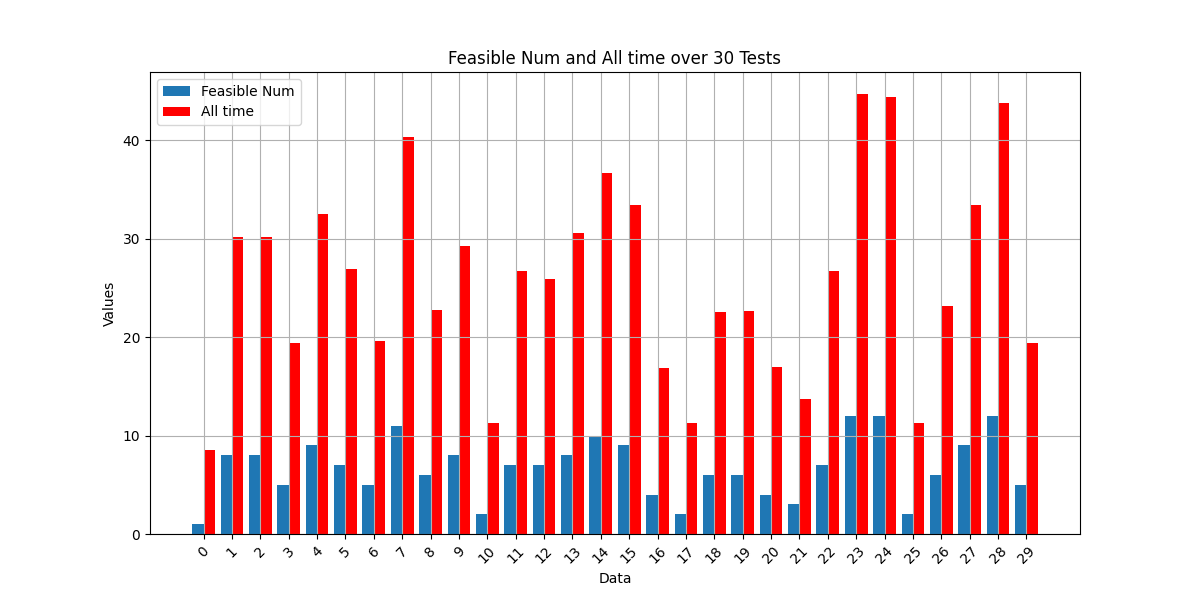 Feasible Num and All time over 30 Tests
Feasible Num
All time
Values
40
30
20
10
0
0 1 2 3 4 5 6 7 8 9 10 11 12 13 14 15 16 17 18 19 20 21 22 23 24 25 26 27 28 29
Data